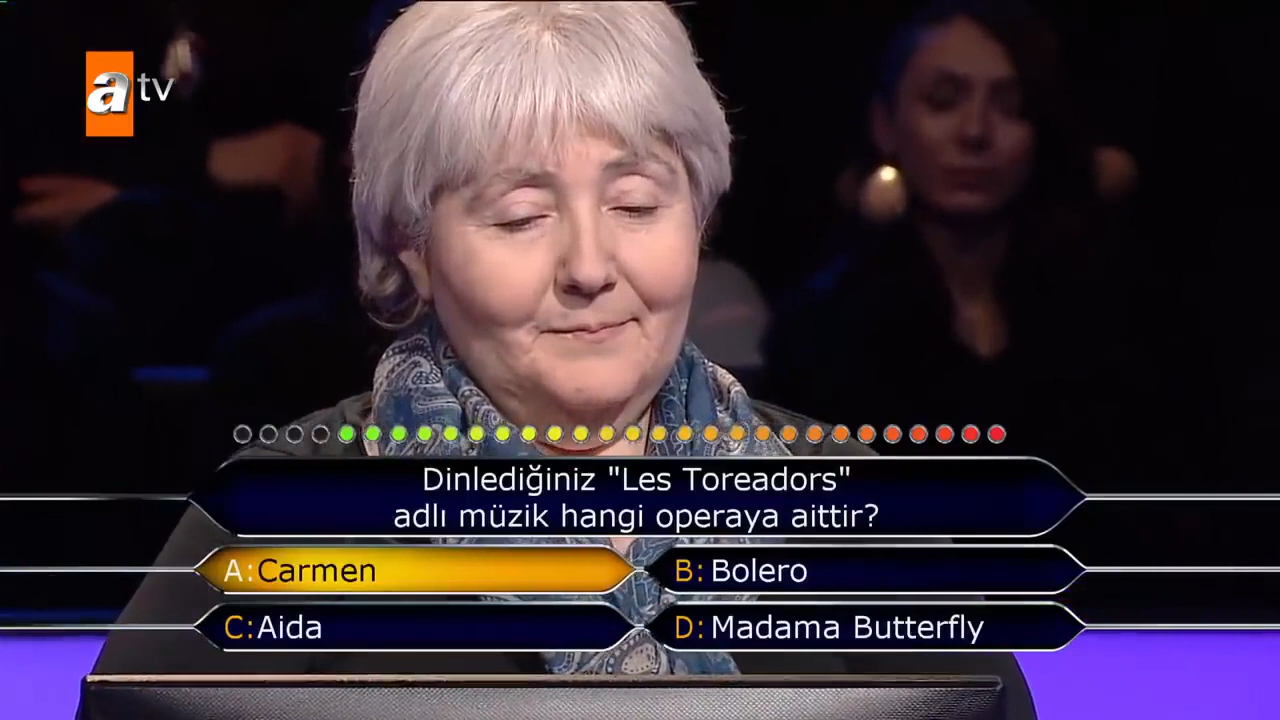 atv
Dinlediğiniz "Les Toreadors"
adlı müzik hangi operaya aittir?
A:Carmen
B: Bolero
C:Aida
D: Madama Butterfly